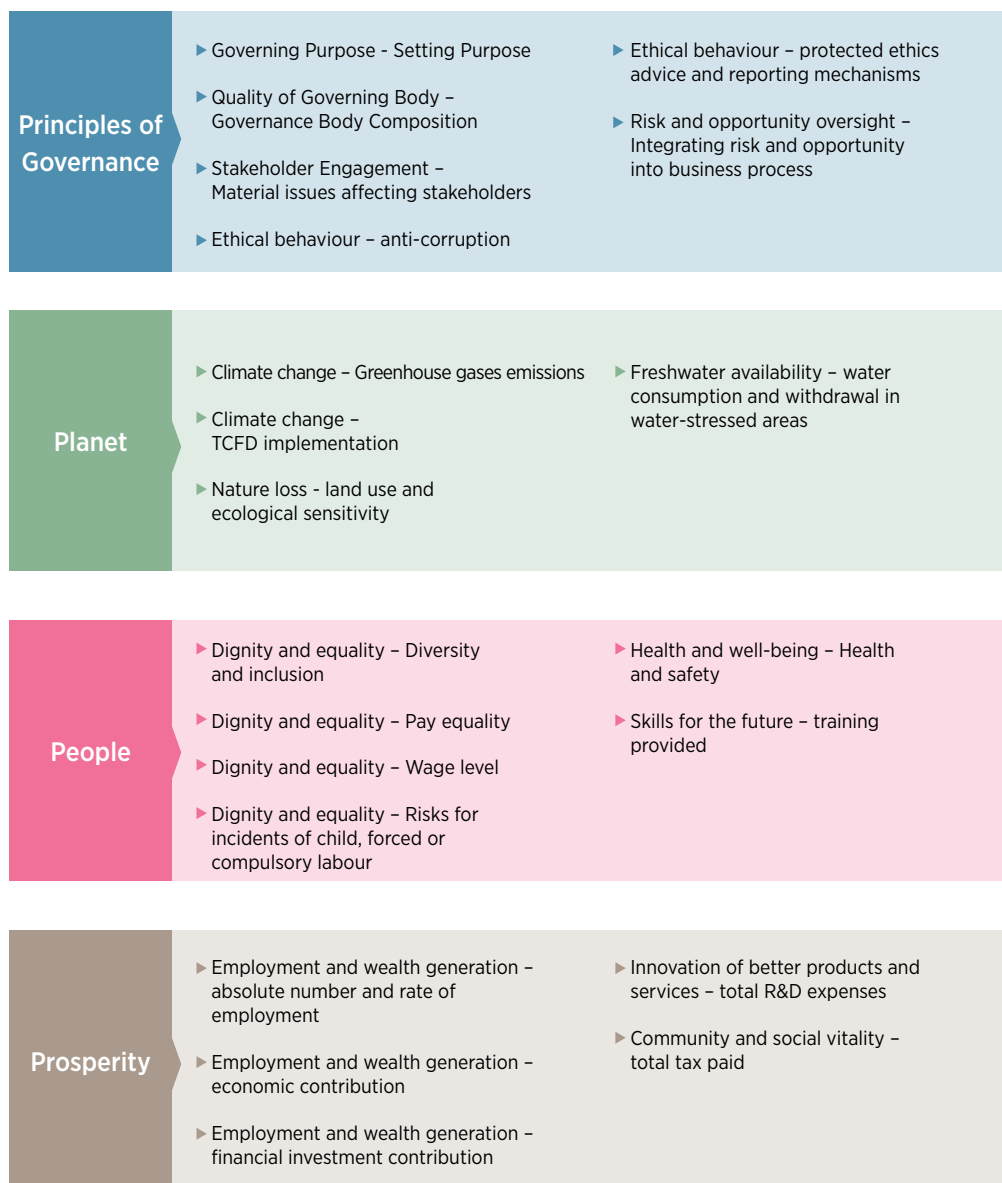 Principles of
Governance
Governing Purpose - Setting Purpose
Quality of Governing Body –
Governance Body Composition
Stakeholder Engagement –
Material issues affecting stakeholders
Ethical behaviour – anti-corruption
Ethical behaviour – protected ethics
advice and reporting mechanisms
Risk and opportunity oversight –
Integrating risk and opportunity
into business process
Planet
Climate change – Greenhouse gases emissions
Climate change –
TCFD implementation
Nature loss - land use and
ecological sensitivity
Freshwater availability – water
consumption and withdrawal in
water-stressed areas
People
Dignity and equality – Diversity
and inclusion
Dignity and equality – Pay equality
Dignity and equality – Wage level
Dignity and equality – Risks for
incidents of child, forced or
compulsory labour
Health and well-being – Health
and safety
Skills for the future – training
provided
Prosperity
Employment and wealth generation –
absolute number and rate of
employment
Employment and wealth generation –
economic contribution
Employment and wealth generation –
financial investment contribution
Innovation of better products and
services – total R&D expenses
Community and social vitality –
total tax paid